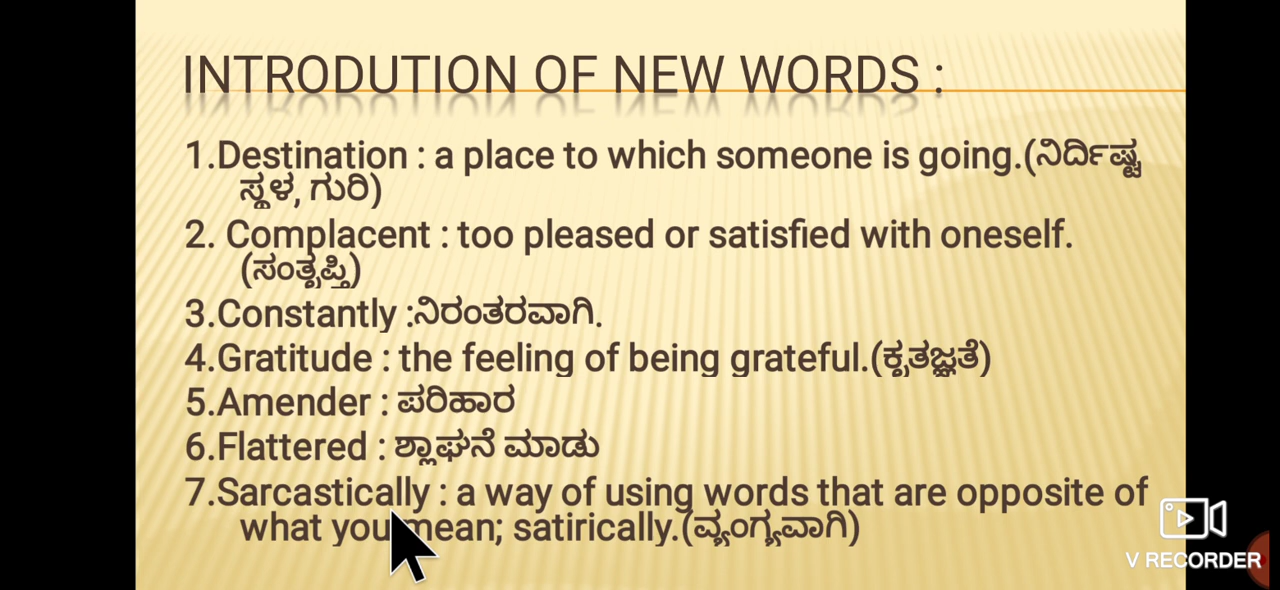 INTRODUTION OF NEW WORDS :
1.Destination : a place to which someone is going.(ನಿರ್ದಿಷ್ಟ
ಸ್ಥಳ, ಗುರಿ)
2. Complacent : too pleased or satisfied with oneself.
(ಸಂತೃಪ್ತಿ)
3.Constantly :ನಿರಂತರವಾಗಿ.
4.Gratitude : the feeling of being grateful.(ಕೃತಜ್ಞತೆ)
5.Amender : ಪರಿಹಾರ
6.Flattered : ಶ್ಲಾಘನೆ ಮಾಡು
7.Sarcastically : a way of using words that are opposite of
what you mean; satirically.(ವ್ಯಂಗ್ಯವಾಗಿ)
V RECORDER